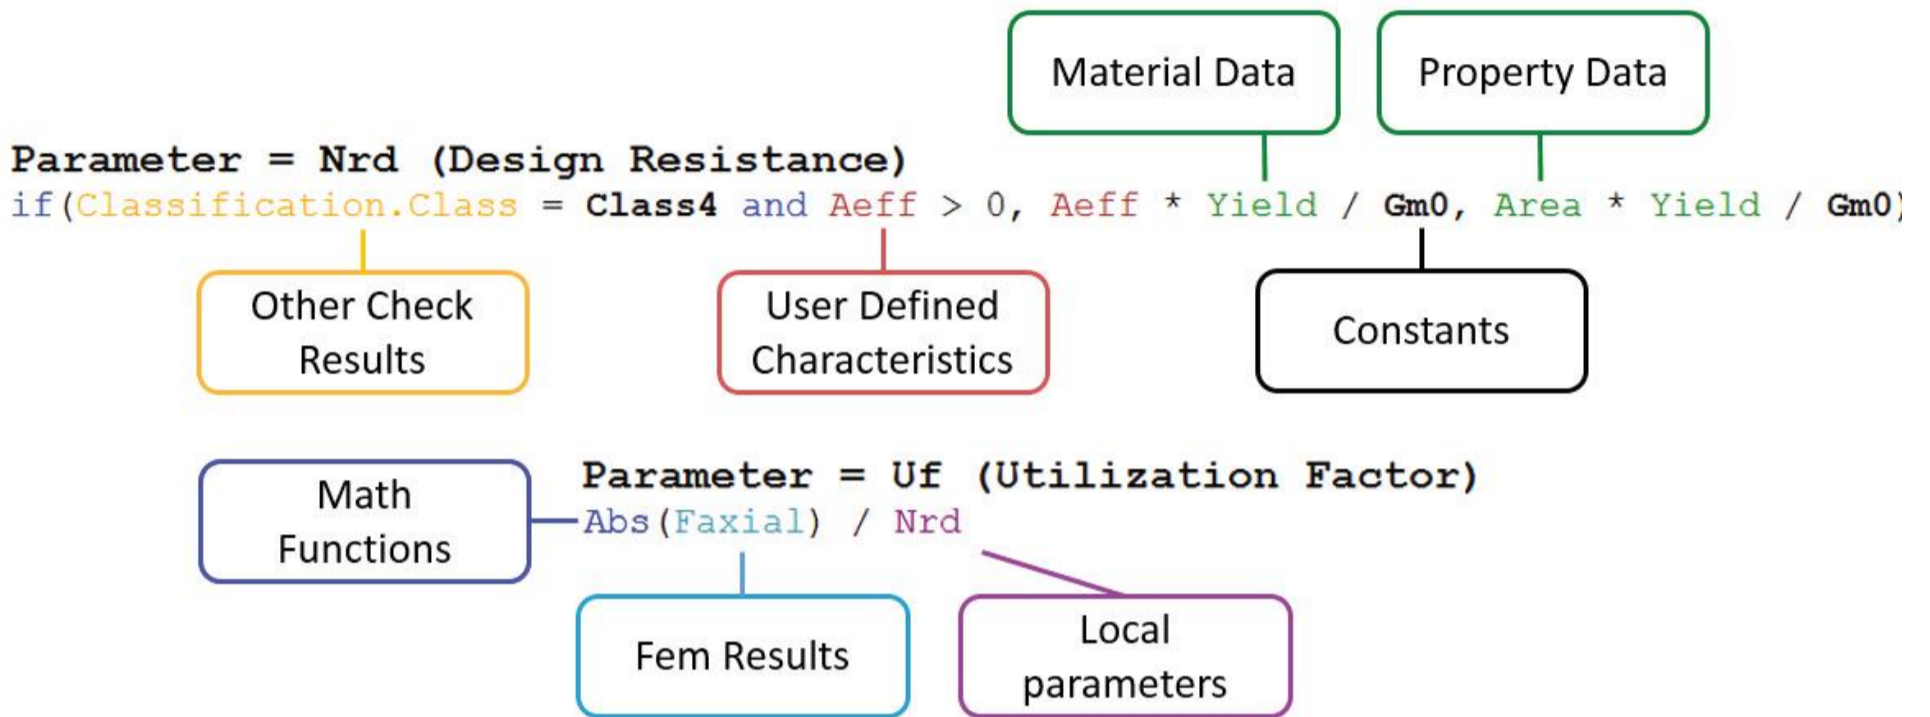 Material Data
Property Data
Parameter = Nrd (Design Resistance)
if(Classification.Class = Class4 and Aeff > 0, Aeff * Yield / Gm0, Area * Yield / Gm0)
Other Check
Results
User Defined
Characteristics
Constants
Math
Functions
Parameter = Uf (Utilization Factor)
Abs(Faxial) / Nrd
Fem Results
Local
parameters